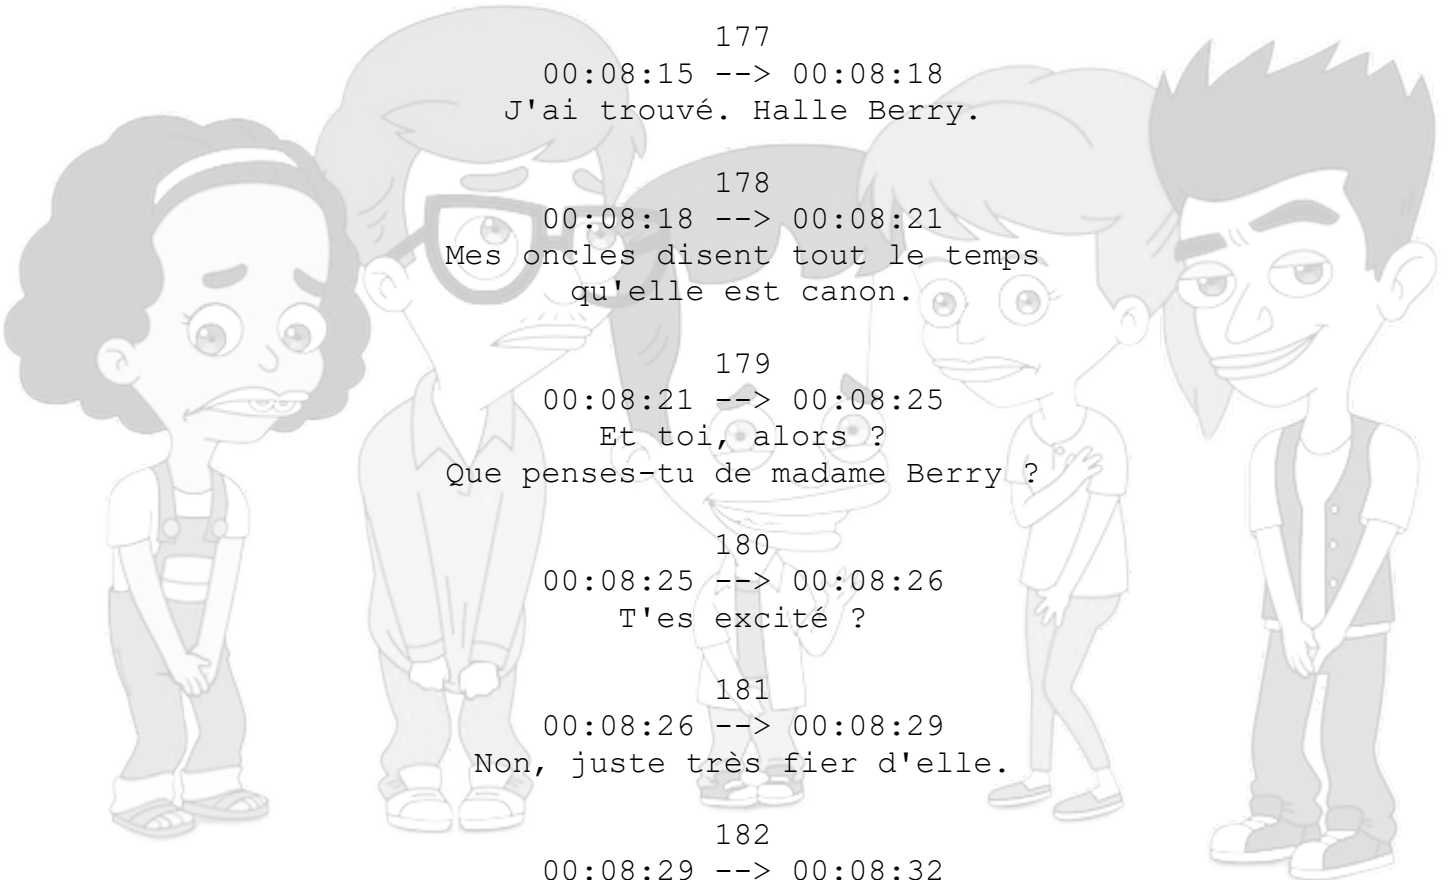 177
00:08:15 --> 00:08:18
J'ai trouvé. Halle Berry.
178
00:08:18 --> 00:08:21
Mes oncles disent tout le temps
qu'elle est canon.
179
00:08:21 --> 00:08:25
Et toi, alors ?
Que penses-tu de madame Berry ?
180
00:08:25 --> 00:08:26
T'es excité ?
181
00:08:26 --> 00:08:29
Non, juste très fier d'elle.
182
00:08:29 --> 00:08:32